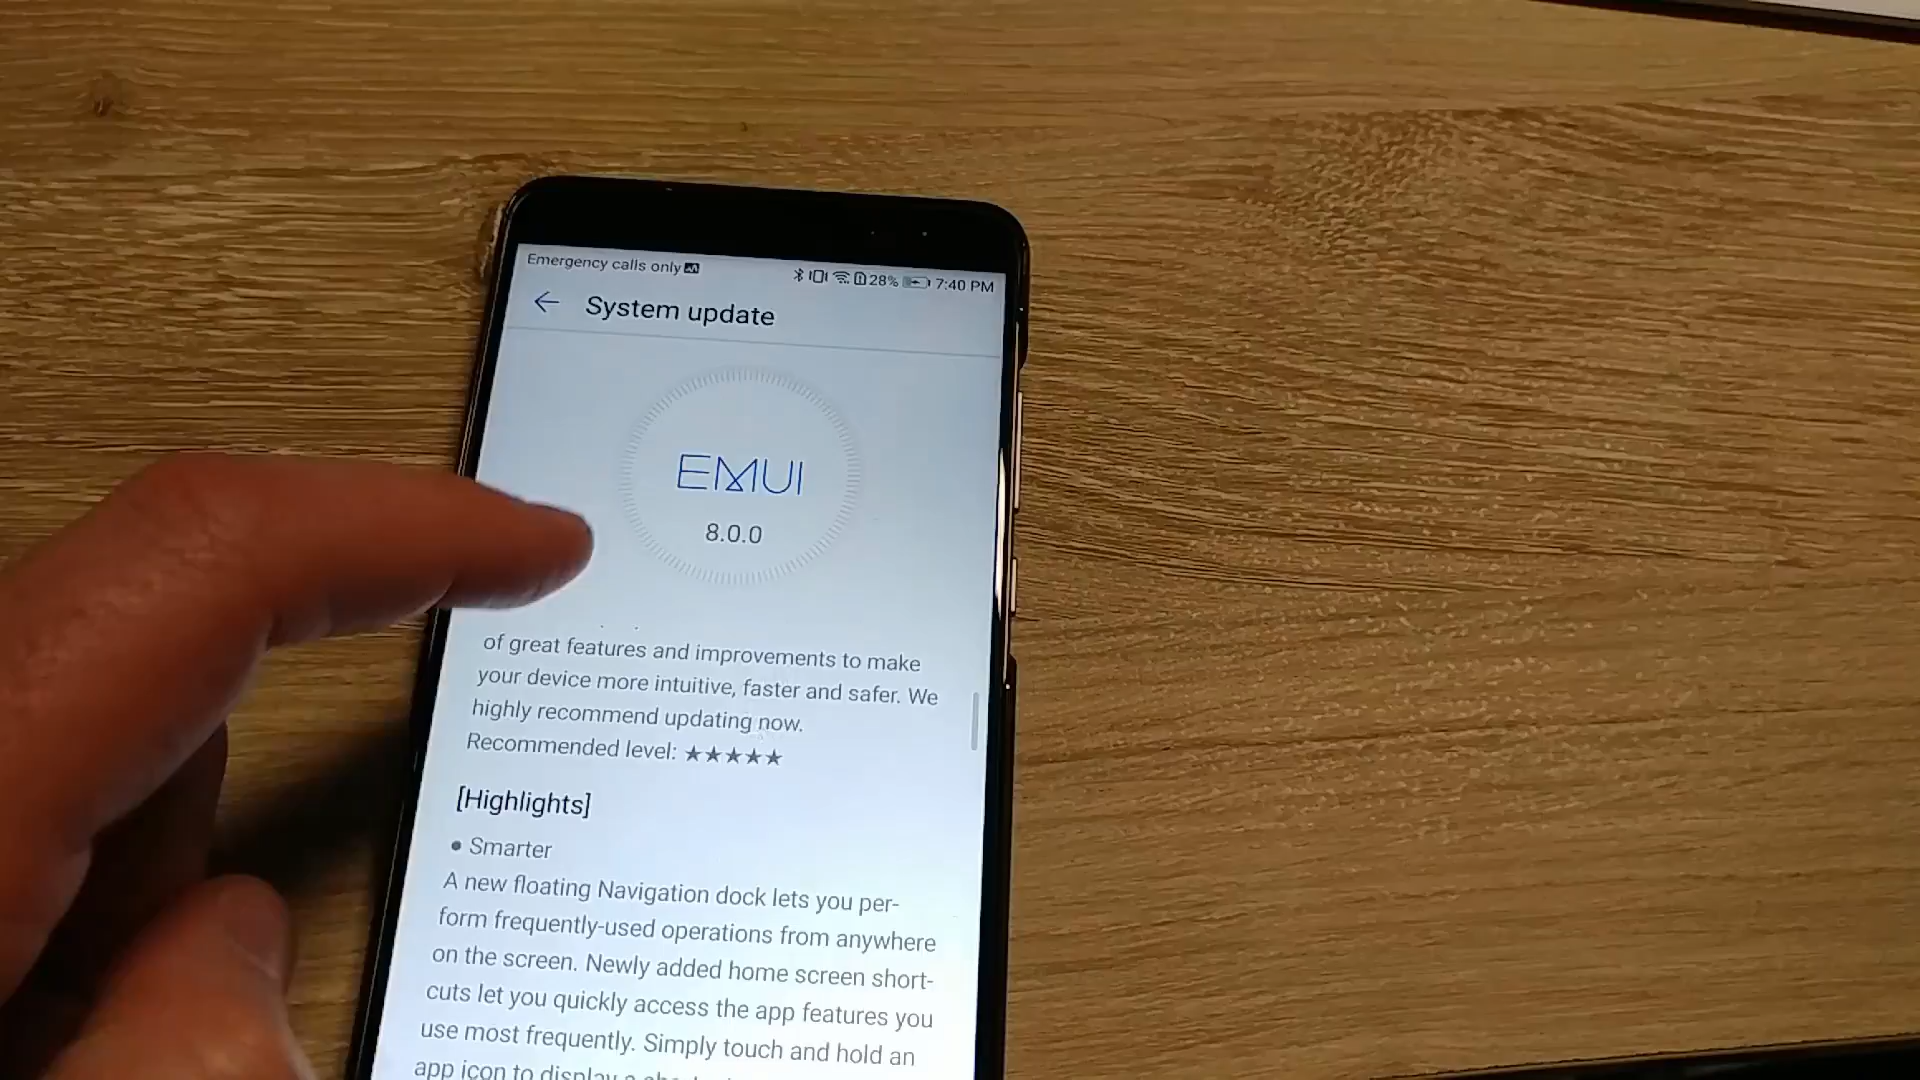 Emergency calls only
28% 7:40 PM
System update
EMUI
8.0.0
of great features and improvements to make
your device more intuitive, faster and safer. We
highly recommend updating now.
Recommended level: ★★★★★
[Highlights]
• Smarter
A new floating Navigation dock lets you per-
form frequently-used operations from anywhere
on the screen. Newly added home screen short-
cuts let you quickly access the app features you
use most frequently. Simply touch and hold an
app icon to display a